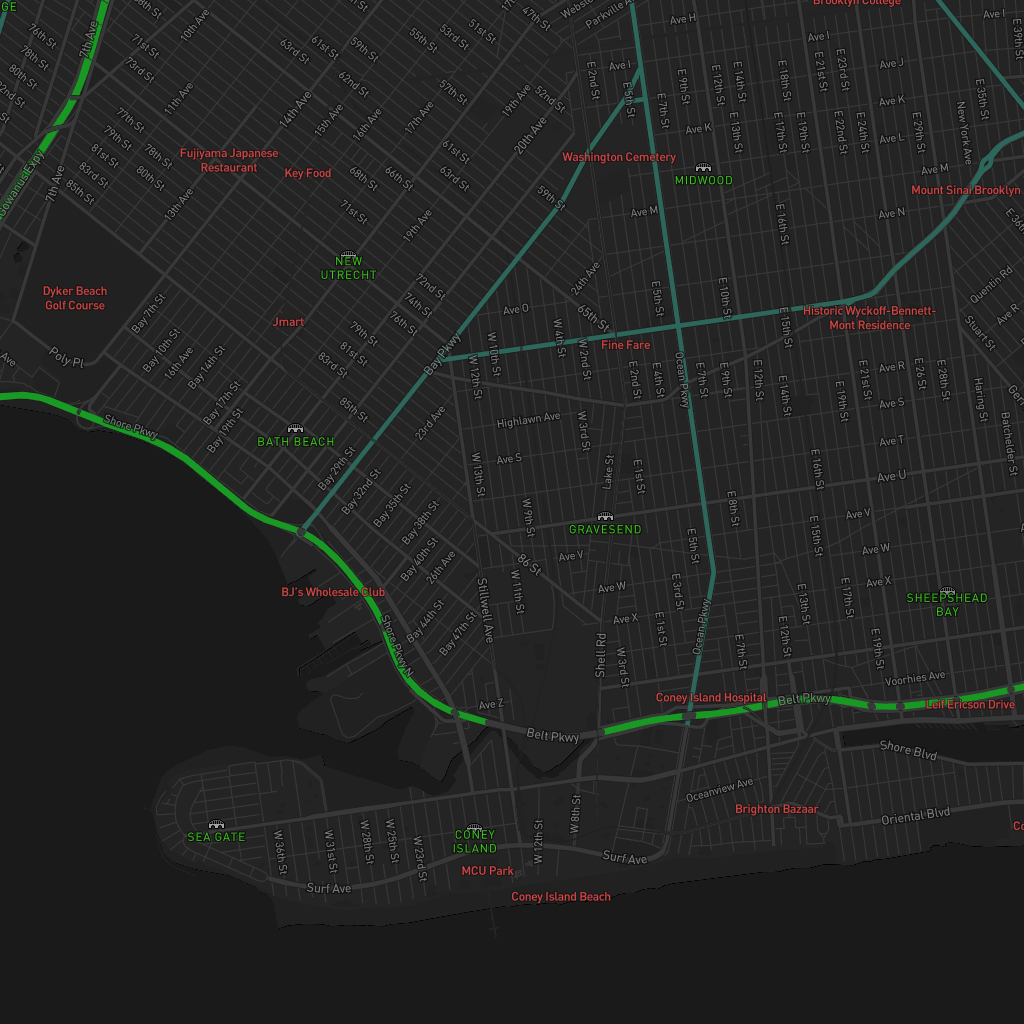 Brooklyn College
Ave H
Ave I
47th St
51st St
53rd St
55th St
59th St
61st St
63rd St
10th Ave
7th Ave
76th St
78th St
80th St
71st St
73rd St
11th Ave
77th St
79th St
81st St
83rd St
85th St
78th St
80th St
13th Ave
14th Ave
15th Ave
16th Ave
17th Ave
62nd St
57th St
19th Ave
52nd St
20th Ave
61st St
63rd St
66th St
68th St
71st St
19th Ave
59th St
Ave I
E 2nd St
E 5th St
E 7th St
E 9th St
E 12th St
E 14th St
E 13th St
E 18th St
E 17th St
E 19th St
Ave I
E 21st St
E 23rd St
E 22nd St
E 24th St
Ave J
Ave K
Ave K
Ave L
E 29th St
New York Ave
E 35th St
E 39th St
Ave M
Fujiyama Japanese
Restaurant
Key Food
Washington Cemetery
MIDWOOD
Mount Sinai Brooklyn
Gowanus Expy
7th Ave
Ave M
Ave N
E 16th St
NEW
UTRECHT
Dyker Beach
Golf Course
Bay 7th St
Jmart
72nd St
74th St
76th St
79th St
81st St
83rd St
85th St
24th Ave
65th St
Ave O
E 5th St
E 10th St
E 15th St
Historic Wyckoff-Bennett-
Mont Residence
Quentin Rd
Ave R
Stuart St
Fine Fare
Poly Pl
Bay 10th St
16th Ave
Bay 14th St
Bay 17th St
Bay 19th St
Shore Pkwy
Bay Pkwy
W 10th St
W 12th St
W 4th St
W 2nd St
E 2nd St
E 4th St
Ocean Pkwy
E 7th St
E 9th St
E 12th St
E 14th St
E 19th St
E 21st St
Ave R
E 26th St
E 28th St
Haring St
Batchelder St
Ave S
Ave T
Ave U
BATH BEACH
23rd Ave
Highlawn Ave
W 3rd St
Ave S
W 13th St
Lake St
E 1st St
E 8th St
E 16th St
Bay 29th St
Bay 32nd St
Bay 35th St
Bay 38th St
Bay 40th St
26th Ave
Bay 44th St
Bay 47th St
W 9th St
86 St
GRAVESEND
Ave V
Ave V
E 5th St
E 15th St
Ave W
Ave W
Ave X
Ave X
BJ's Wholesale Club
Shore Pkwy N
Stillwell Ave
W 11th St
Shell Rd
W 3rd St
E 1st St
E 3rd St
Ocean Pkwy
E 7th St
E 12th St
E 13th St
E 17th St
E 19th St
SHEEPSHEAD
BAY
Voorhies Ave
Coney Island Hospital
Belt Pkwy
Leif Ericson Drive
Ave Z
Belt Pkwy
Shore Blvd
Oceanview Ave
Brighton Bazaar
Oriental Blvd
SEA GATE
W 36th St
W 31st St
W 28th St
W 25th St
W 23rd St
CONEY
ISLAND
W 12th St
W 8th St
Surf Ave
Surf Ave
MCU Park
Coney Island Beach